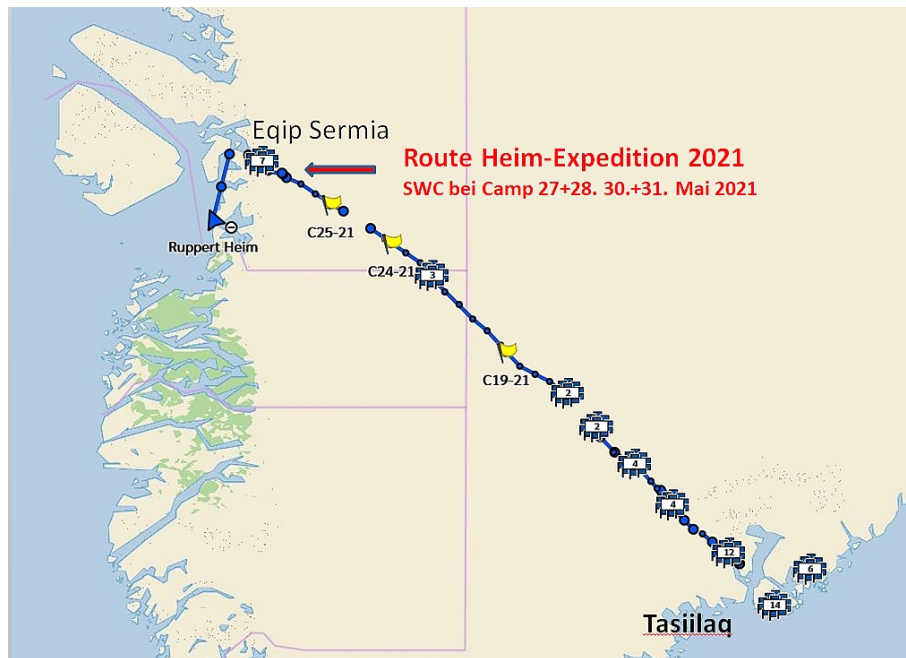 Eqip Sermia
7
Route Heim-Expedition 2021
SWC bei Camp 27+28. 30.+31. Mai 2021
C25-21
Ruppert Heim
C24-21
3
C19-21
2
2
4
4
12
6
14
Tasiilaq